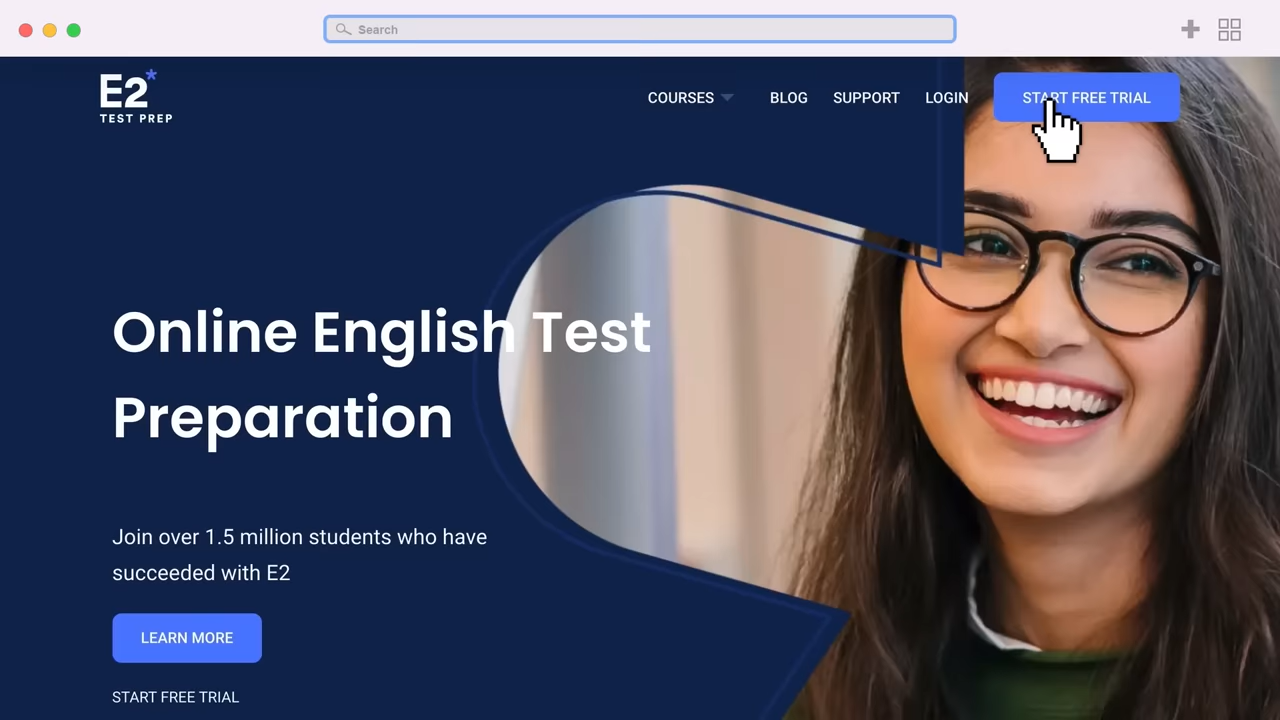 Search
E2*
TEST PREP
COURSES BLOG SUPPORT LOGIN START FREE TRIAL
Online English Test
Preparation
Join over 1.5 million students who have
succeeded with E2
LEARN MORE
START FREE TRIAL